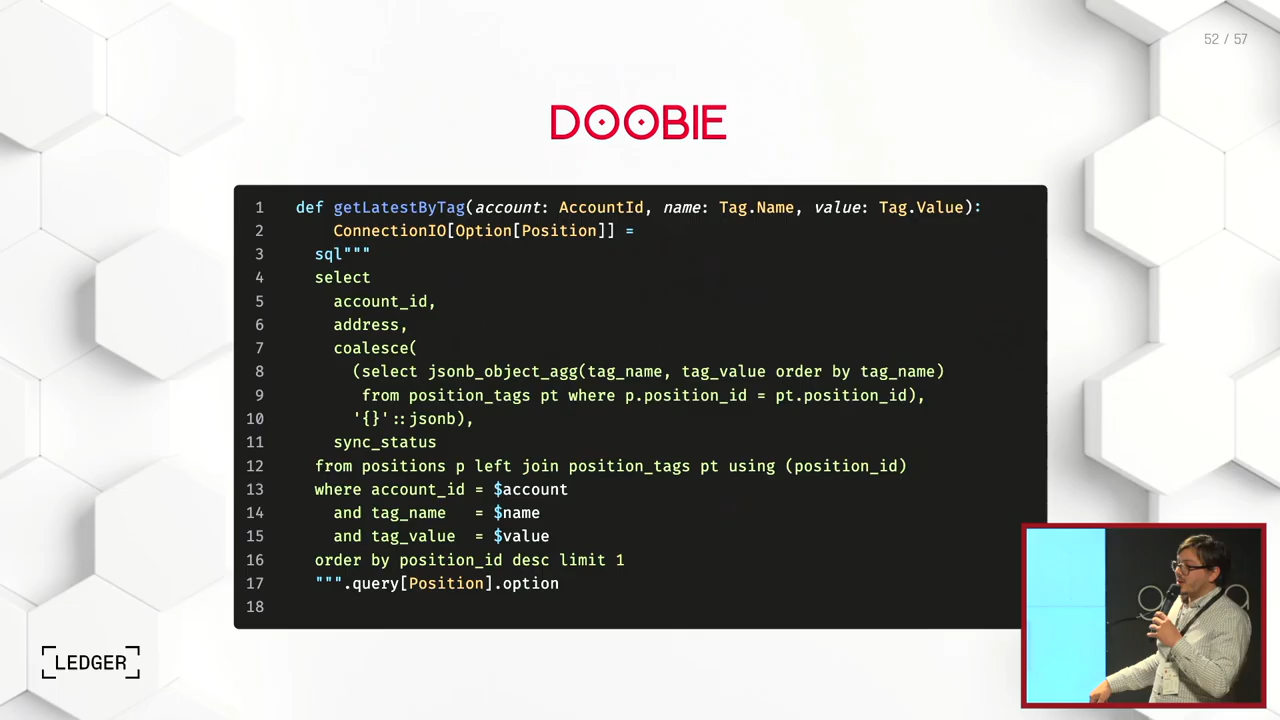 52 / 57
DOOBIE
1 def getLatestByTag(account: AccountId, name: Tag.Name, value: Tag.Value):
2 ConnectionIO[Option[Position]] =
3 sql"""
4 select
5 account_id,
6 address,
7 coalesce(
8 (select jsonb_object_agg(tag_name, tag_value order by tag_name)
9 from position_tags pt where p.position_id = pt.position_id),
10 '{}'::jsonb),
11 sync_status
12 from positions p left join position_tags pt using (position_id)
13 where account_id = $account
14 and tag_name = $name
15 and tag_value = $value
16 order by position_id desc limit 1
17 """.query[Position].option
18
LEDGER